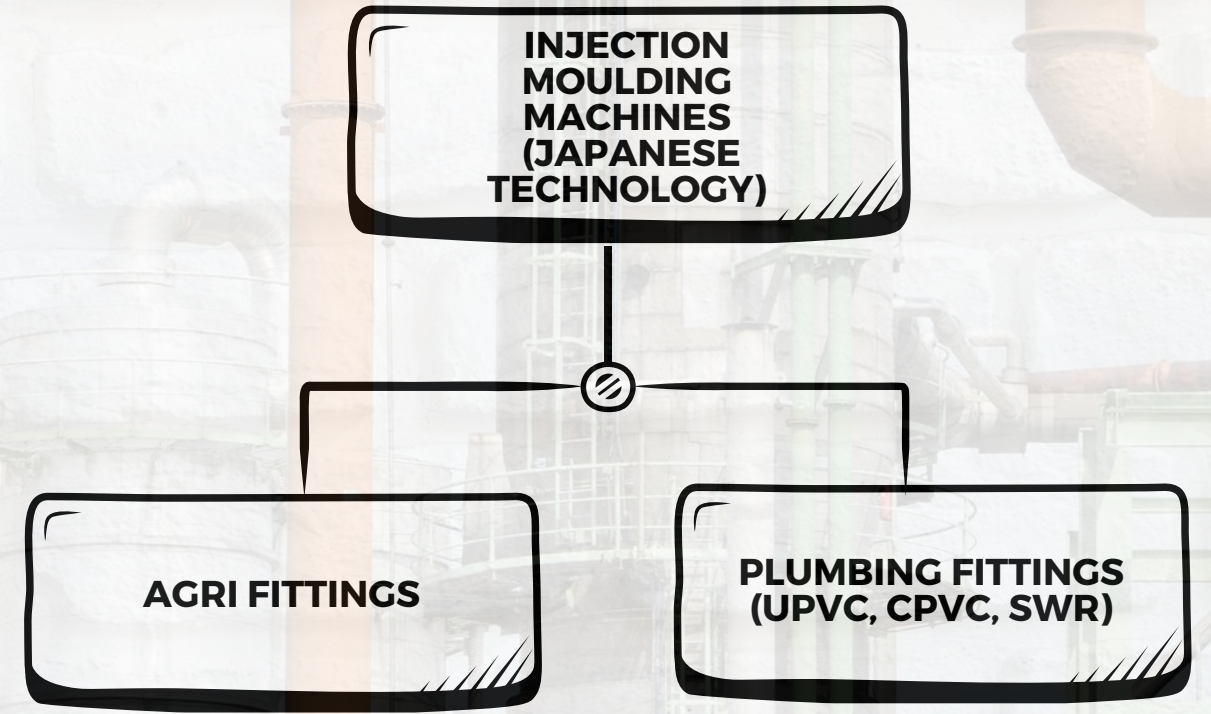 INJECTION
MOULDING
MACHINES
(JAPANESE
TECHNOLOGY)
AGRI FITTINGS
PLUMBING FITTINGS
(UPVC, CPVC, SWR)